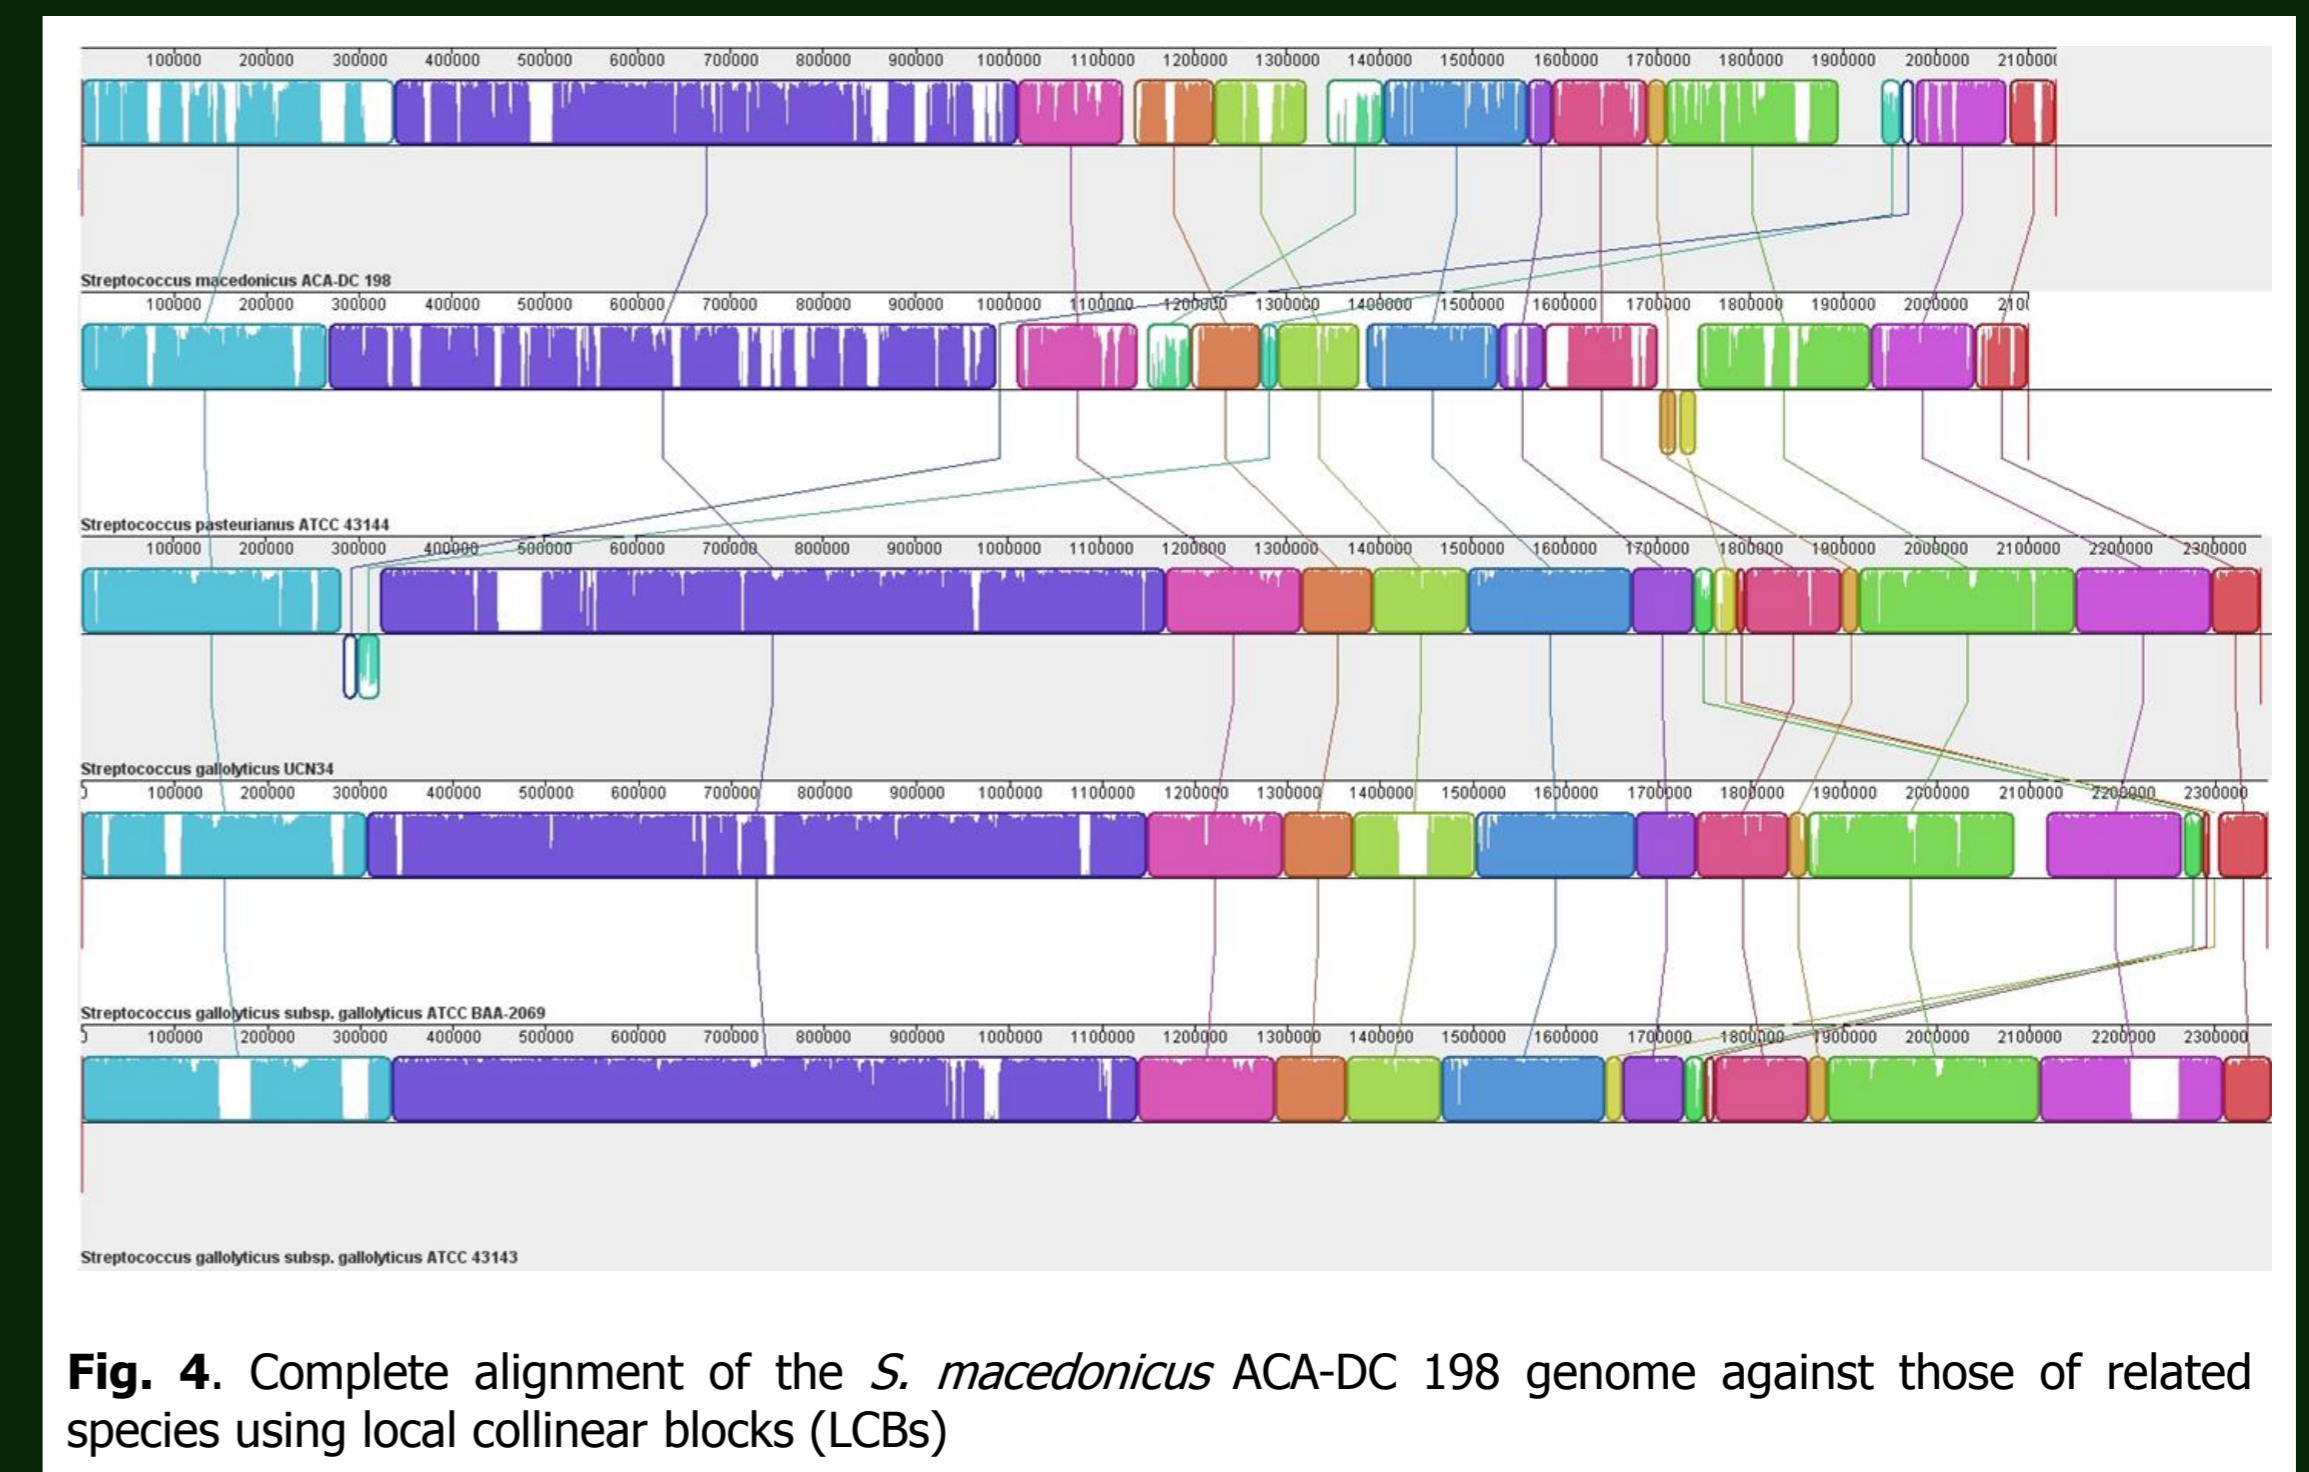 100000 200000 300000 400000 500000 600000 700000 800000 900000 1000000 1100000 1200000 1300000 1400000 1500000 1600000 1700000 1800000 1900000 2000000 2100000
Streptococcus macedonicus ACA-DC 198
100000 200000 300000 400000 500000 600000 700000 800000 900000 1000000 1100000 1200000 1300000 1400000 1500000 1600000 1700000 1800000 1900000 2000000 210
Streptococcus pasteurianus ATCC 43144
100000 200000 300000 400000 500000 600000 700000 800000 900000 1000000 1100000 1200000 1300000 1400000 1500000 1600000 1700000 1800000 1900000 2000000 2100000 2200000 2300000
Streptococcus gallolyticus UCN34
0 100000 200000 300000 400000 500000 600000 700000 800000 900000 1000000 1100000 1200000 1300000 1400000 1500000 1600000 1700000 1800000 1900000 2000000 2100000 2200000 2300000
Streptococcus gallolyticus subsp. gallolyticus ATCC BAA-2069
0 100000 200000 300000 400000 500000 600000 700000 800000 900000 1000000 1100000 1200000 1300000 1400000 1500000 1600000 1700000 1800000 1900000 2000000 2100000 2200000 2300000
Streptococcus gallolyticus subsp. gallolyticus ATCC 43143
Fig. 4. Complete alignment of the S. macedonicus ACA-DC 198 genome against those of related
species using local collinear blocks (LCBs)